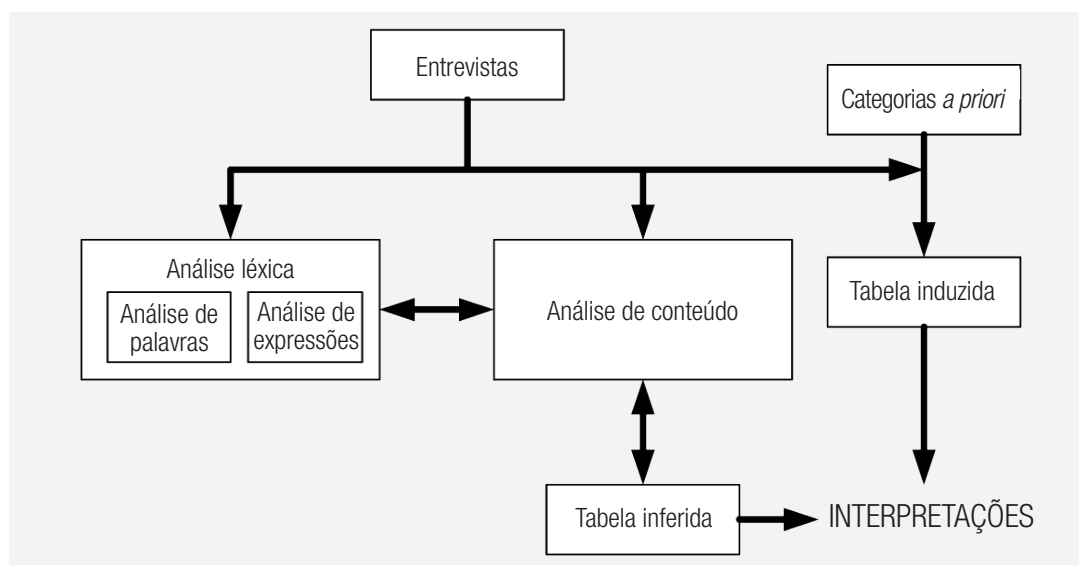 Entrevistas
Categorias a priori
Análise léxica
Análise de
palavras
Análise de
expressões
Análise de conteúdo
Tabela induzida
Tabela inferida
INTERPRETAÇÕES